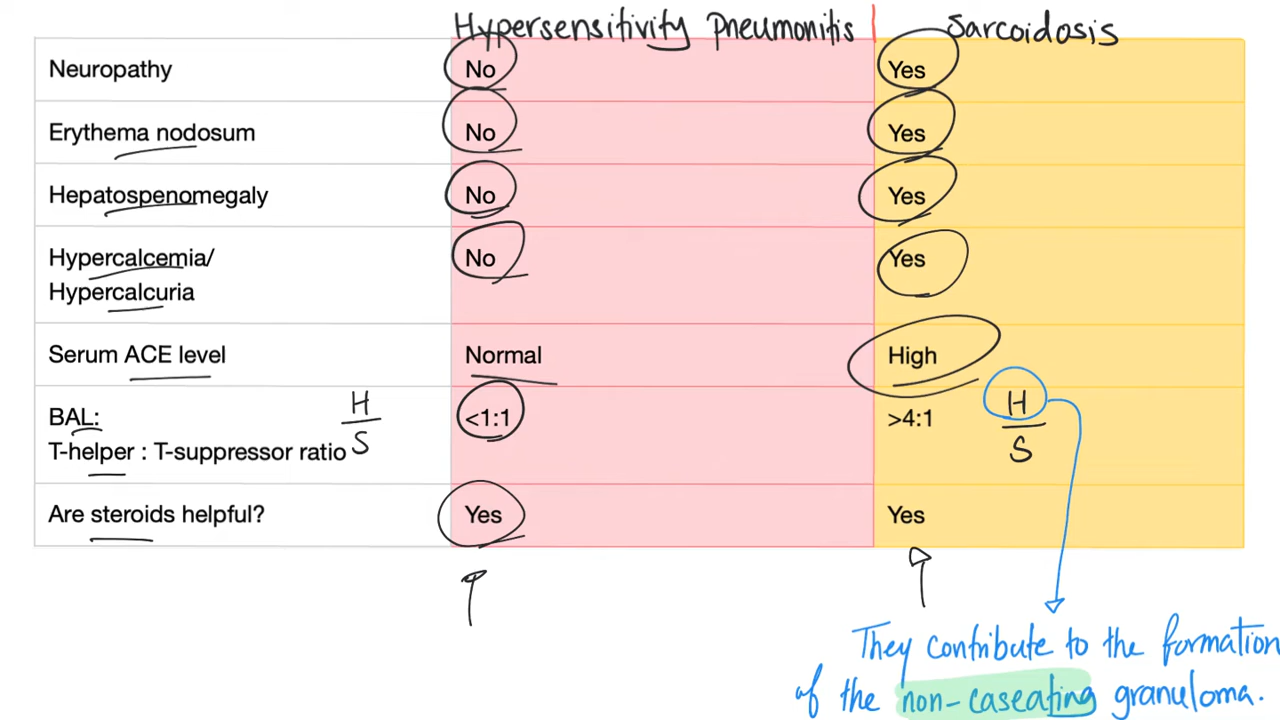 Hypersensitivity Pneumonitis Sarcoidosis
Neuropathy No Yes
Erythema nodosum No Yes
Hepatospenomegaly No Yes
Hypercalcemia/ No Yes
Hypercalcuria
Serum ACE level Normal High
BAL: H <1:1 >4:1 H
T-helper : T-suppressor ratio S S
Are steroids helpful? Yes Yes
They contribute to the formation
of the non-caseating granuloma.